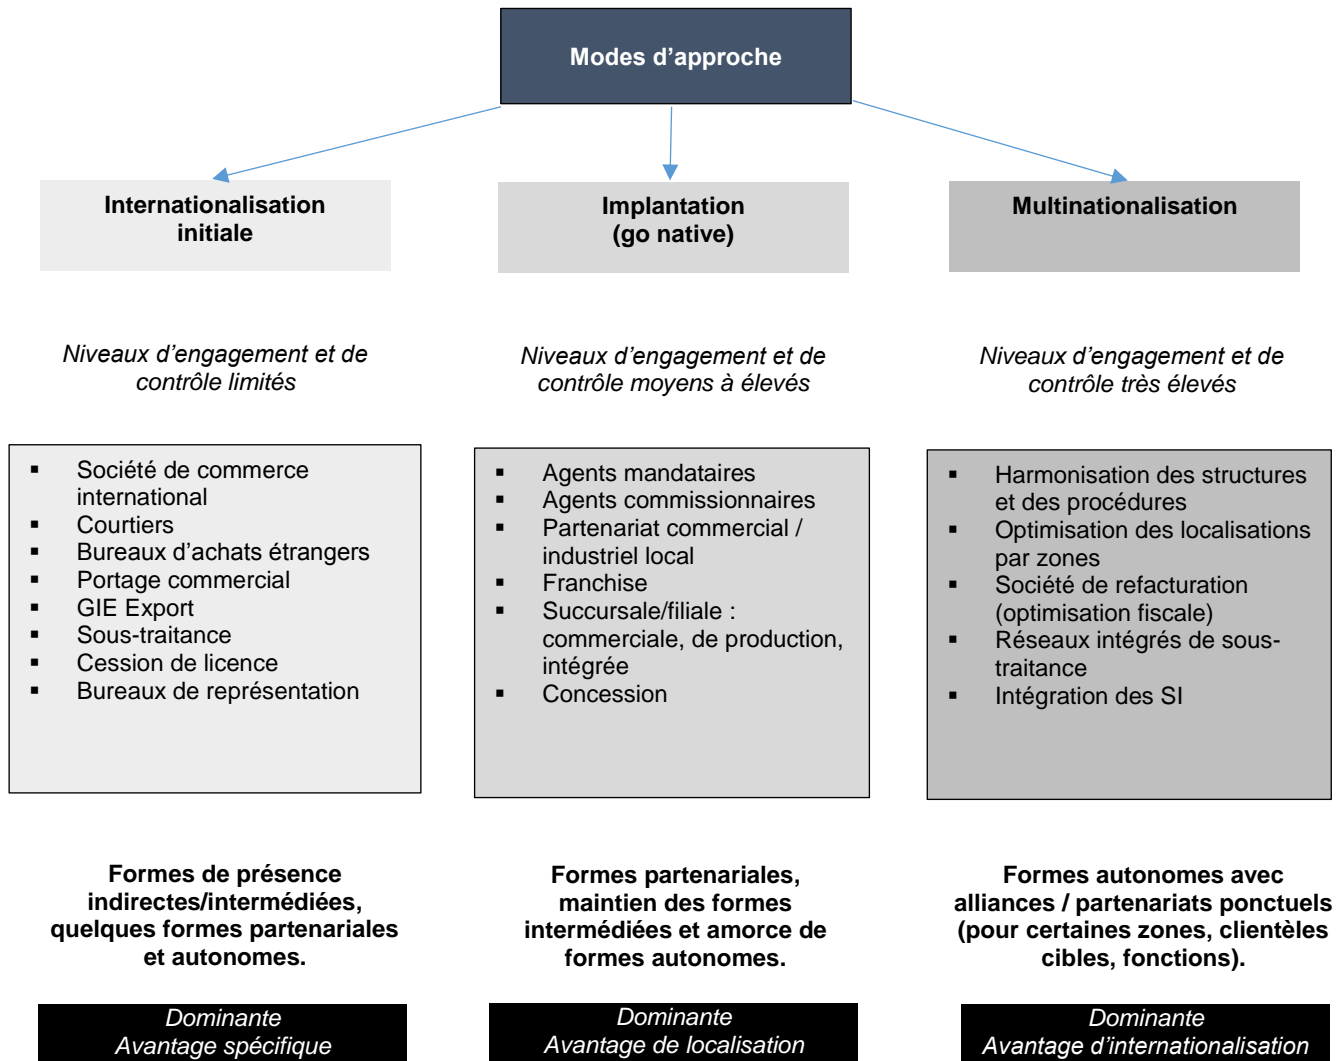 Modes d’approche
Internationalisation
initiale
Niveaux d’engagement et de
contrôle limités
▪ Société de commerce
international
▪ Courtiers
▪ Bureaux d’achats étrangers
▪ Portage commercial
▪ GIE Export
▪ Sous-traitance
▪ Cession de licence
▪ Bureaux de représentation
Formes de présence
indirectes/intermédiées,
quelques formes partenariales
et autonomes.
Dominante
Avantage spécifique
Implantation
(go native)
Niveaux d’engagement et de
contrôle moyens à élevés
▪ Agents mandataires
▪ Agents commissionnaires
▪ Partenariat commercial /
industriel local
▪ Franchise
▪ Succursale/filiale :
commerciale, de production,
intégrée
▪ Concession
Formes partenariales,
maintien des formes
intermédiées et amorce de
formes autonomes.
Dominante
Avantage de localisation
Multinationalisation
Niveaux d’engagement et de
contrôle très élevés
▪ Harmonisation des structures
et des procédures
▪ Optimisation des localisations
par zones
▪ Société de refacturation
(optimisation fiscale)
▪ Réseaux intégrés de sous-
traitance
▪ Intégration des SI
Formes autonomes avec
alliances / partenariats ponctuels
(pour certaines zones, clientèles
cibles, fonctions).
Dominante
Avantage d’internationalisation